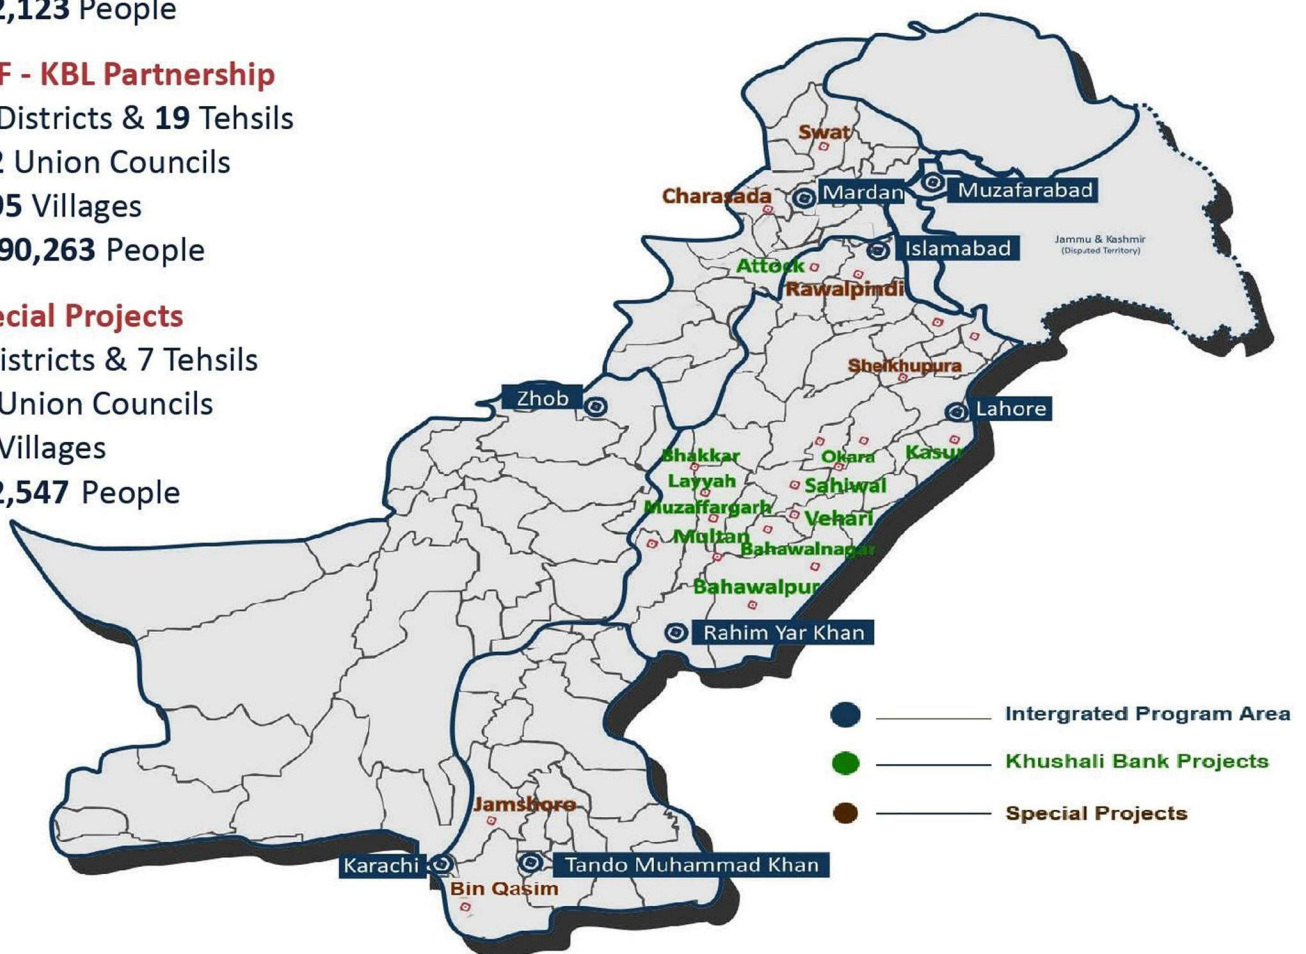 2,123 People
F - KBL Partnership
Districts & 19 Tehsils
2 Union Councils
95 Villages
90,263 People
ecial Projects
istricts & 7 Tehsils
Union Councils
Villages
2,547 People
Swat
Charasada
Mardan
Muzafarabad
Islamabad
Jammu & Kashmir
(Disputed Territory)
Attock
Rawalpindi
Sheikhupura
Zhob
Lahore
Bhakkar
Okara
Kasur
Layyah
Sahiwal
Muzaffargarh
Vehari
Multan
Bahawalnagar
Bahawalpur
Rahim Yar Khan
Intergrated Program Area
Khushali Bank Projects
Special Projects
Jamshoro
Karachi
Tando Muhammad Khan
Bin Qasim